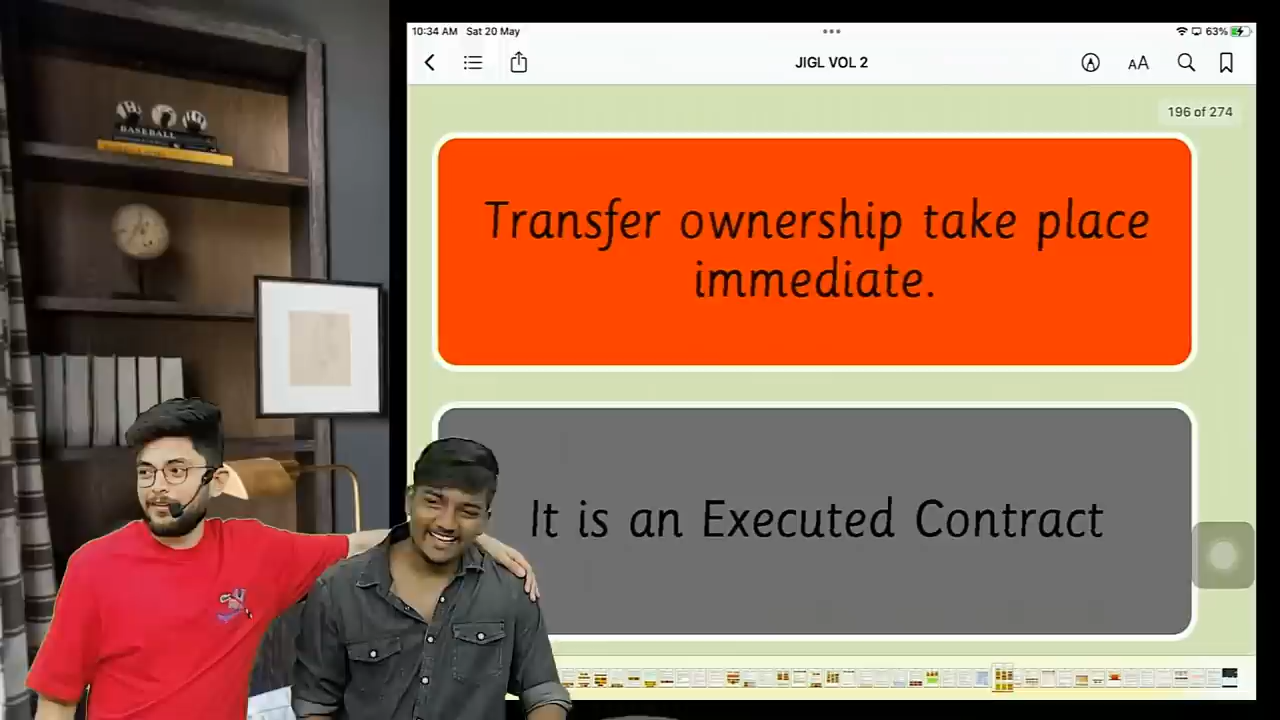 10:34 AM Sat 20 May
63%
JIGL VOL 2
AA
196 of 274
Transfer ownership take place
immediate.
It is an Executed Contract
BASEBALL